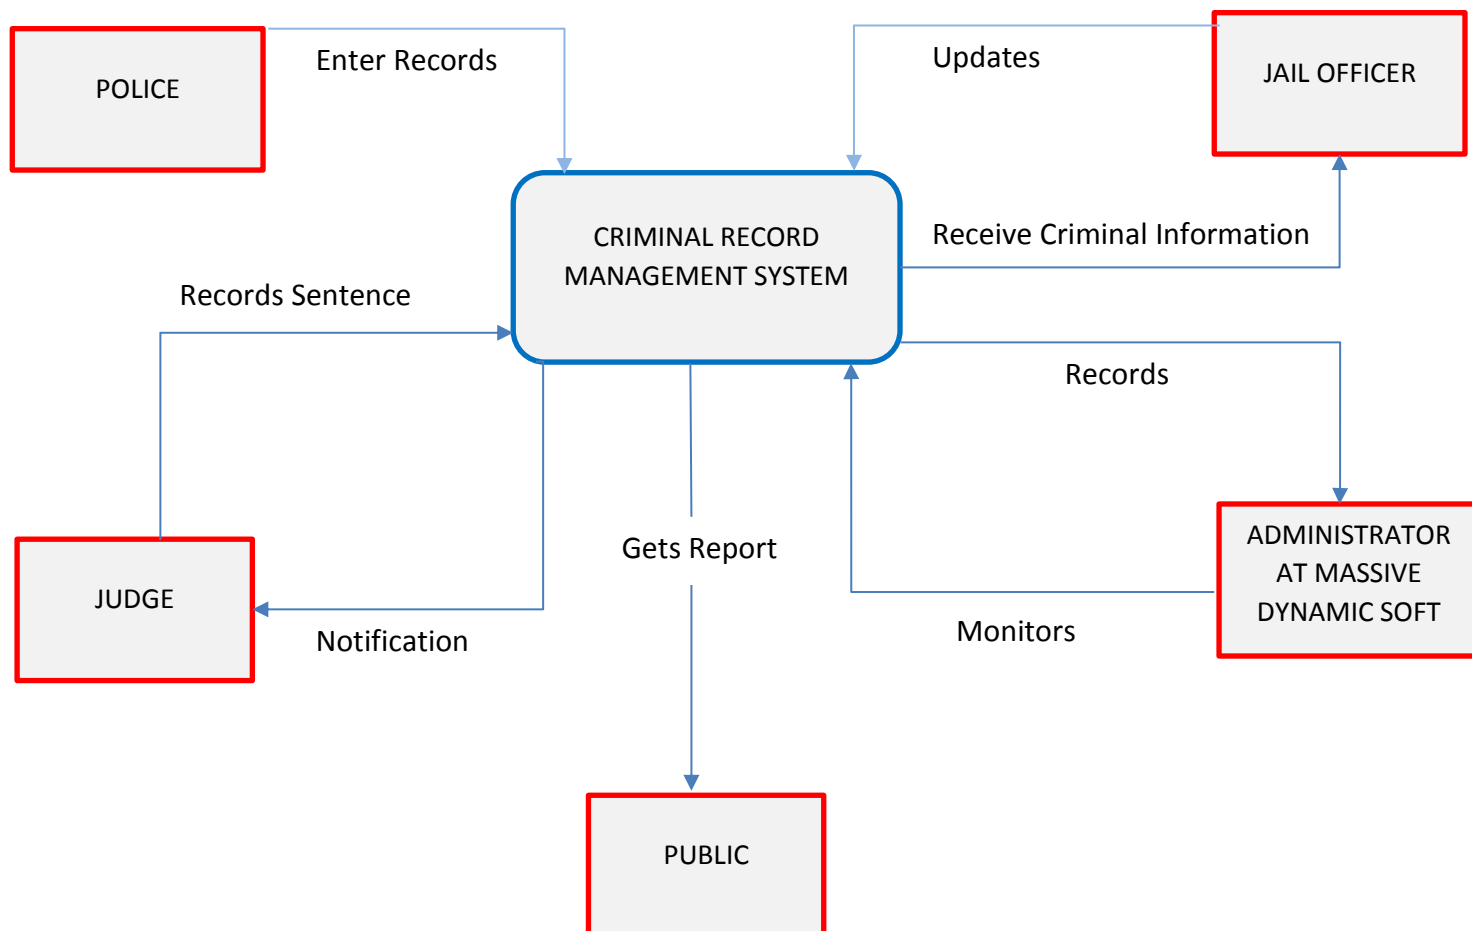 POLICE
Enter Records
Updates
JAIL OFFICER
CRIMINAL RECORD
MANAGEMENT SYSTEM
Receive Criminal Information
Records Sentence
Records
JUDGE
Notification
Gets Report
Monitors
ADMINISTRATOR
AT MASSIVE
DYNAMIC SOFT
PUBLIC